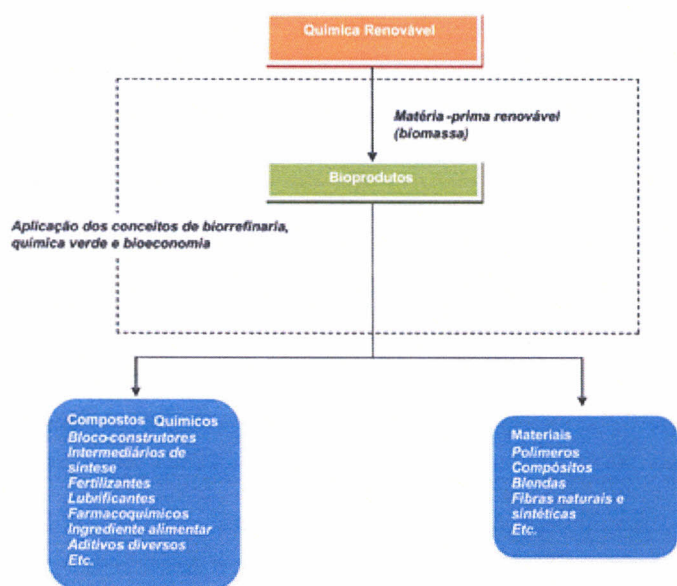 Química Renovável
Matéria-prima renovável
(biomassa)
Bioprodutos
Aplicação dos conceitos de biorrefinaria,
química verde e bioeconomia
Compostos Químicos
Bloco-construtores
Intermediários de
síntese
Fertilizantes
Lubrificantes
Farmacoquímicos
Ingrediente alimentar
Aditivos diversos
Etc.
Materiais
Polímeros
Compósitos
Blendas
Fibras naturais e
sintéticas
Etc.